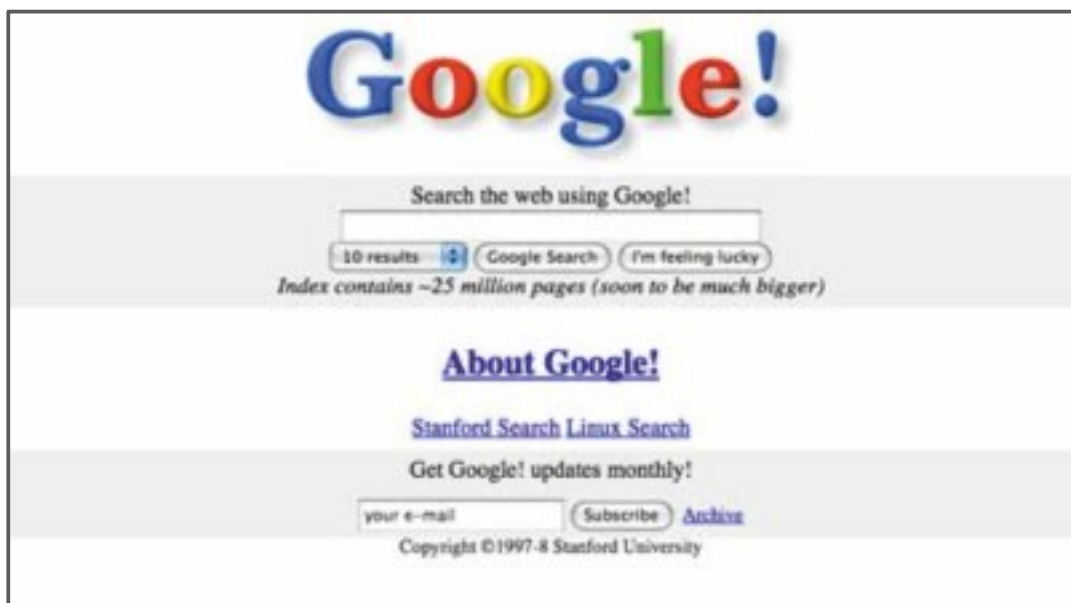 Google!
Search the web using Google!
10 results Google Search I'm feeling lucky
Index contains ~25 million pages (soon to be much bigger)
About Google!
Stanford Search Linux Search
Get Google! updates monthly!
your e-mail Subscribe Archive
Copyright ©1997-8 Stanford University